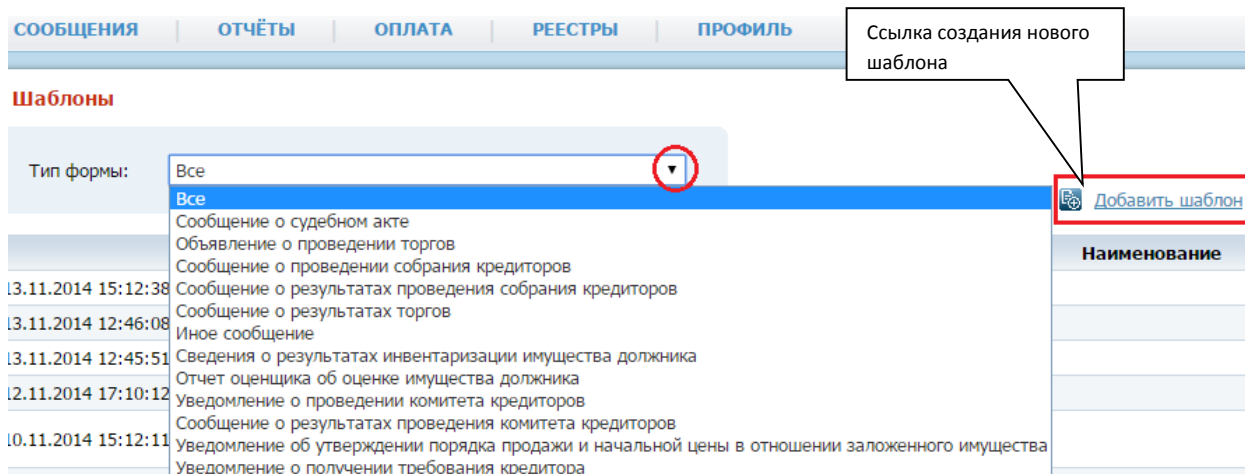 СООБЩЕНИЯ ОТЧЁТЫ ОПЛАТА РЕЕСТРЫ ПРОФИЛЬ
Ссылка создания нового
шаблона
Шаблоны
Тип формы: Все
Добавить шаблон
Наименование
Все
Сообщение о судебном акте
Объявление о проведении торгов
Сообщение о проведении собрания кредиторов
Сообщение о результатах проведения собрания кредиторов
Сообщение о результатах торгов
Иное сообщение
Сведения о результатах инвентаризации имущества должника
Отчет оценщика об оценке имущества должника
Уведомление о проведении комитета кредиторов
Сообщение о результатах проведения комитета кредиторов
Уведомление об утверждении порядка продажи и начальной цены в отношении заложенного имущества
Уведомление о получении требования кредитора
13.11.2014 15:12:38
13.11.2014 12:46:08
13.11.2014 12:45:51
12.11.2014 17:10:12
10.11.2014 15:12:11